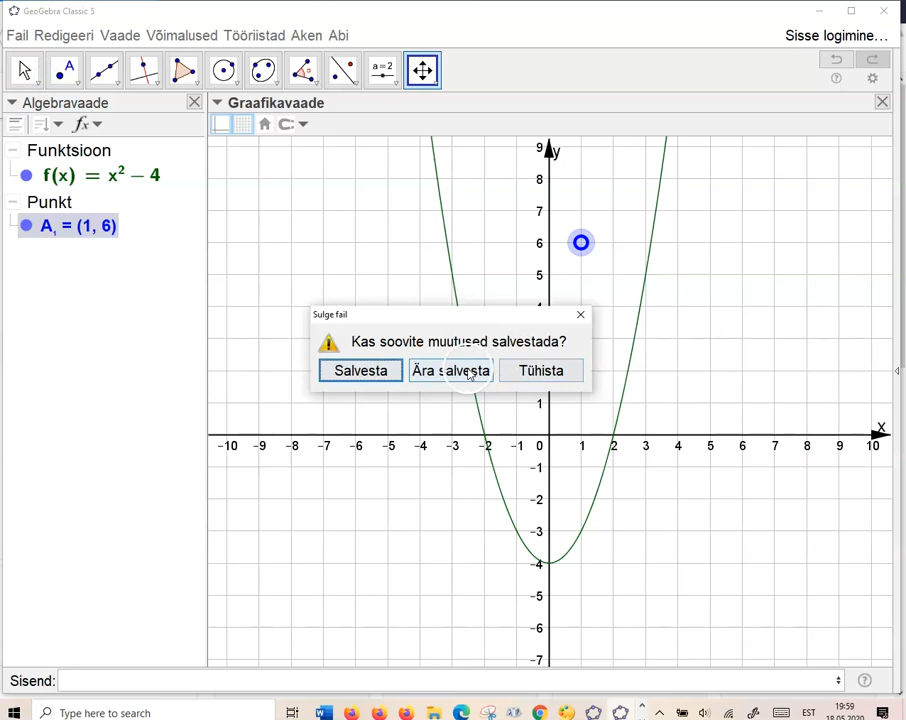 GeoGebra Classic 5
Fail Redigeeri Vaade Võimalused Tööriistad Aken Abi
Sisse logimine...
A
a=2
Algebravaade
Graafikavaade
fx
Funktsioon
f(x) = x² − 4
Punkt
A₁ = (1, 6)
y
9
8
7
6
5
4
Sulge fail
Kas soovite muutused salvestada?
Salvesta
Ära salvesta
Tühista
1
x
−10 −9 −8 −7 −6 −5 −4 −3 −2 −1 0 1 2 3 4 5 6 7 8 9 10
−1
−2
−3
−4
−5
−6
−7
Sisend:
Type here to search
EST
19:59
18.05.2020